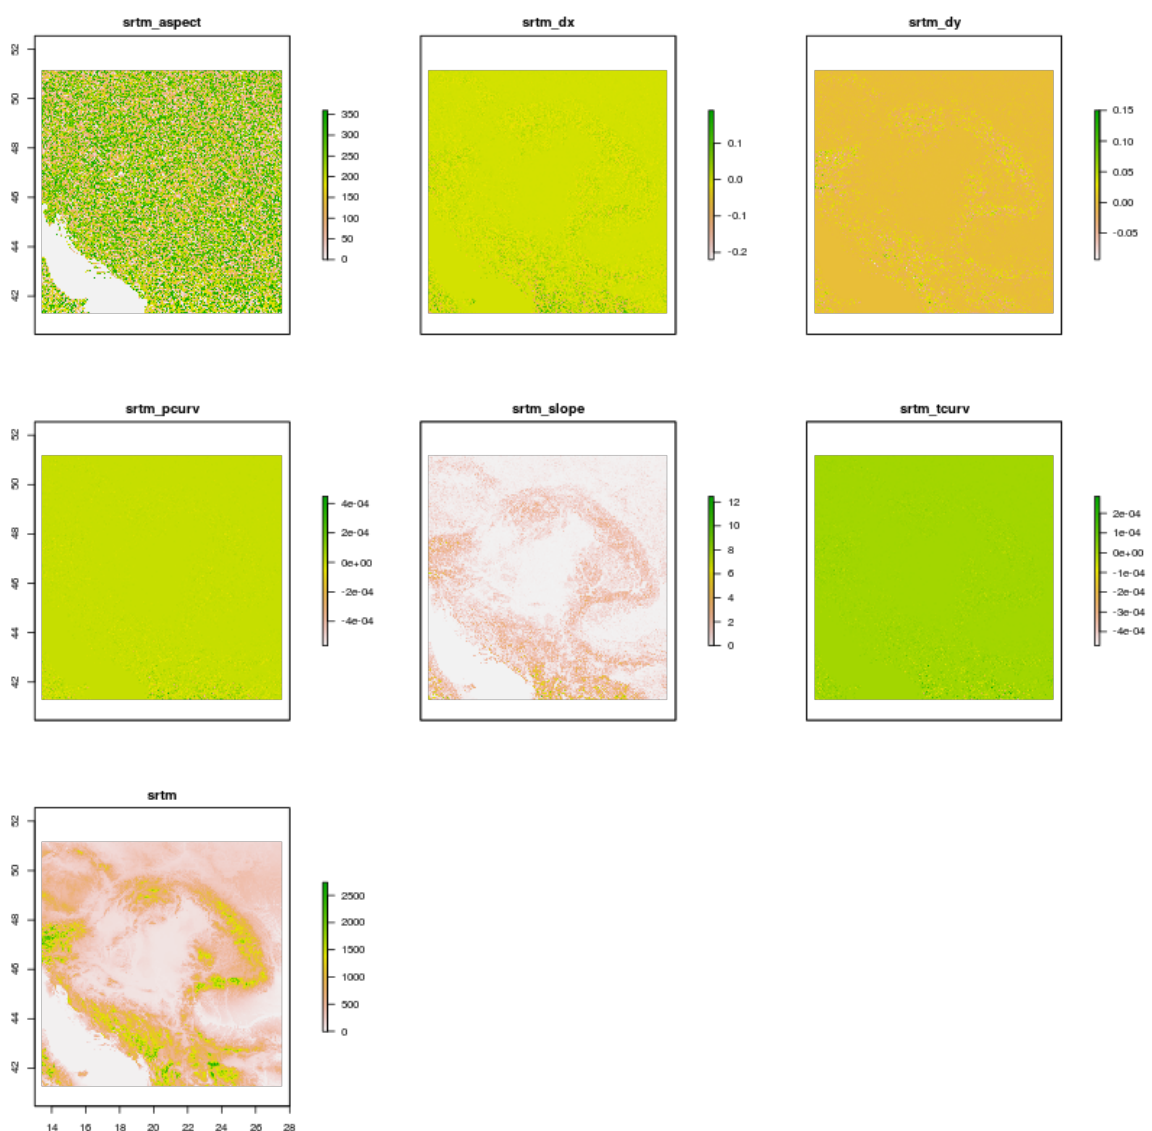 srtm_aspect
52
50
48
46
44
42
350
300
250
200
150
100
50
0
srtm_dx
0.1
0.0
-0.1
-0.2
srtm_dy
0.15
0.10
0.05
0.00
-0.05
srtm_pcurv
52
50
48
46
44
42
4e-04
2e-04
0e+00
-2e-04
-4e-04
srtm_slope
12
10
8
6
4
2
0
srtm_tcurv
2e-04
1e-04
0e+00
-1e-04
-2e-04
-3e-04
-4e-04
srtm
52
50
48
46
44
42
2500
2000
1500
1000
500
0
14 16 18 20 22 24 26 28